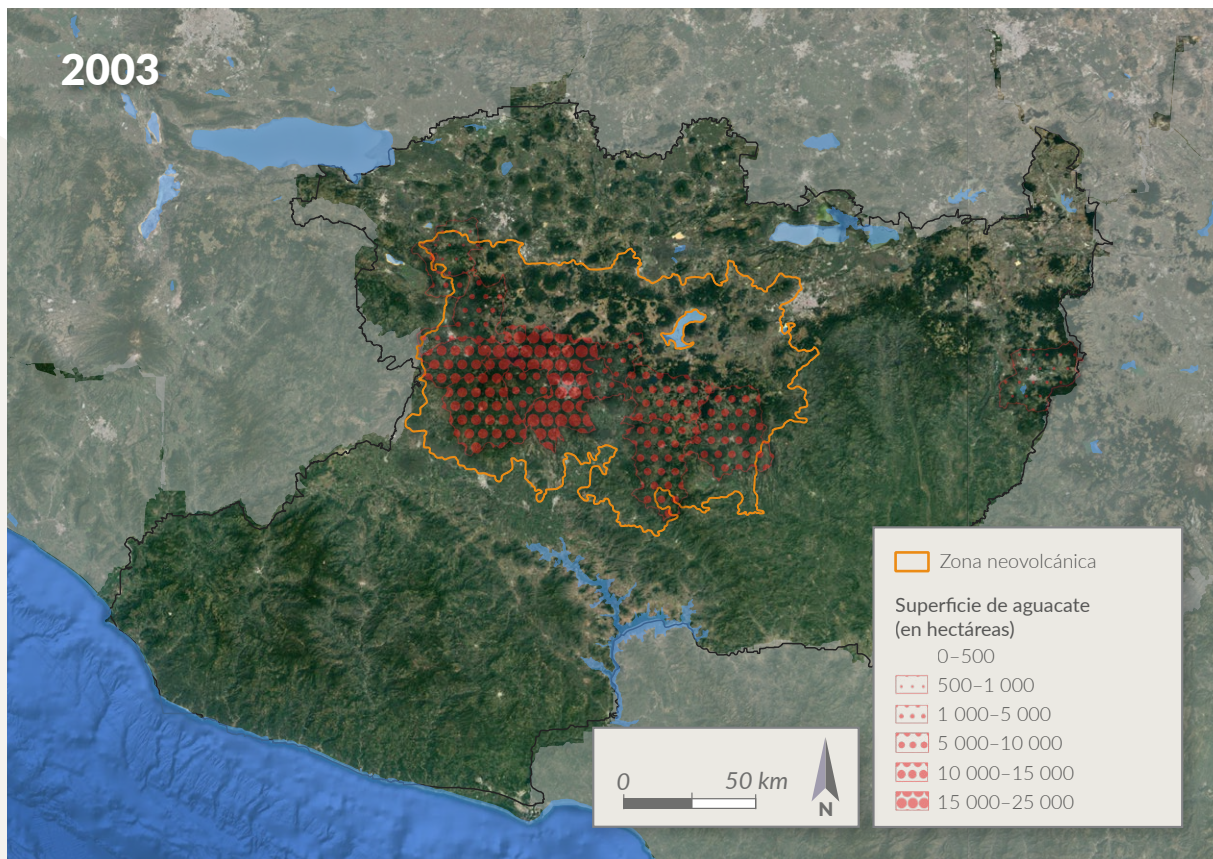 2003
Zona neovolcánica
Superficie de aguacate
(en hectáreas)
0–500
500–1 000
1 000–5 000
5 000–10 000
10 000–15 000
15 000–25 000
0 50 km
N